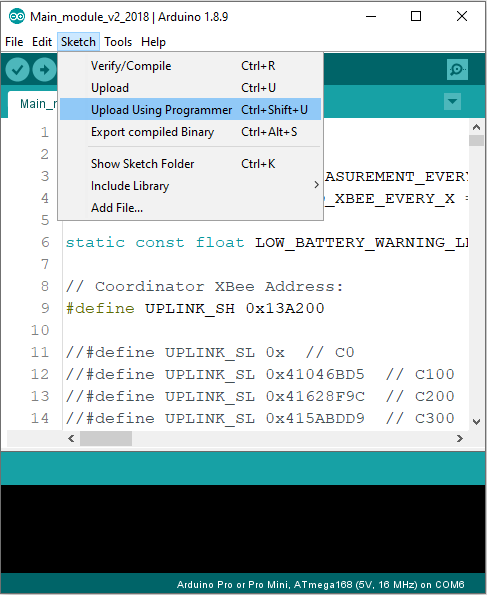 Main_module_v2_2018 | Arduino 1.8.9
File Edit Sketch Tools Help
Verify/Compile Ctrl+R
Upload Ctrl+U
Upload Using Programmer Ctrl+Shift+U
Export compiled Binary Ctrl+Alt+S
Show Sketch Folder Ctrl+K
Include Library
Add File...
1
2
3
4
5
6 static const float LOW_BATTERY_WARNING
7
8 // Coordinator XBee Address:
9 #define UPLINK_SH 0x13A200
10
11 //#define UPLINK_SL 0x // C0
12 //#define UPLINK_SL 0x41046BD5 // C100
13 //#define UPLINK_SL 0x41628F9C // C200
14 //#define UPLINK_SL 0x415ABDD9 // C300
Arduino Pro or Pro Mini, ATmega168 (5V, 16 MHz) on COM6